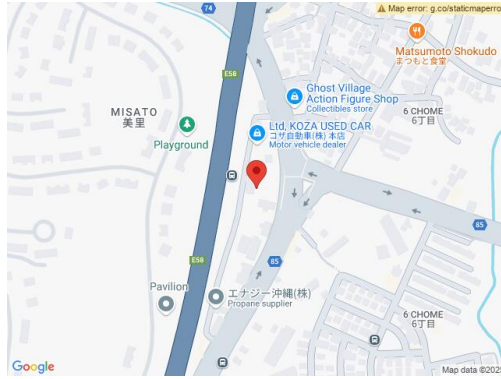 Map error: g.co/staticmaperro
74
E58
Matsumoto Shokudo
まつもと食堂
Ghost Village
Action Figure Shop
Collectibles store
6 CHOME
6丁目
MISATO
美里
Ltd, KOZA USED CAR
コザ自動車(株) 本店
Motor vehicle dealer
Playground
85
E58
85
Pavilion
エナジー沖縄(株)
Propane supplier
6 CHOME
6丁目
Google
Map data ©202